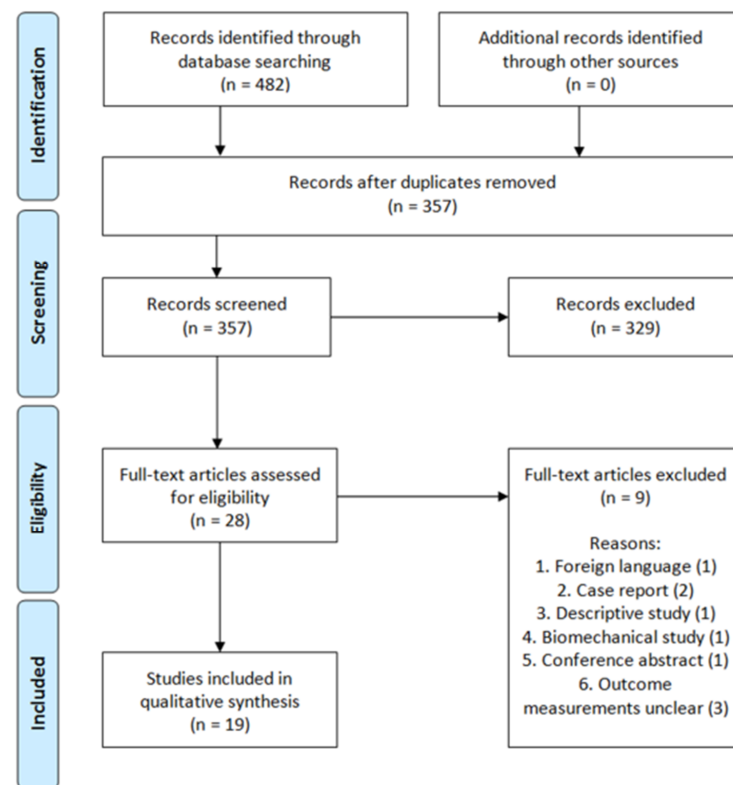 Identification
Records identified through
database searching
(n = 482)
Additional records identified
through other sources
(n = 0)
Records after duplicates removed
(n = 357)
Screening
Records screened
(n = 357)
Records excluded
(n = 329)
Eligibility
Full-text articles assessed
for eligibility
(n = 28)
Full-text articles excluded
(n = 9)
Reasons:
1. Foreign language (1)
2. Case report (2)
3. Descriptive study (1)
4. Biomechanical study (1)
5. Conference abstract (1)
6. Outcome
measurements unclear (3)
Included
Studies included in
qualitative synthesis
(n = 19)